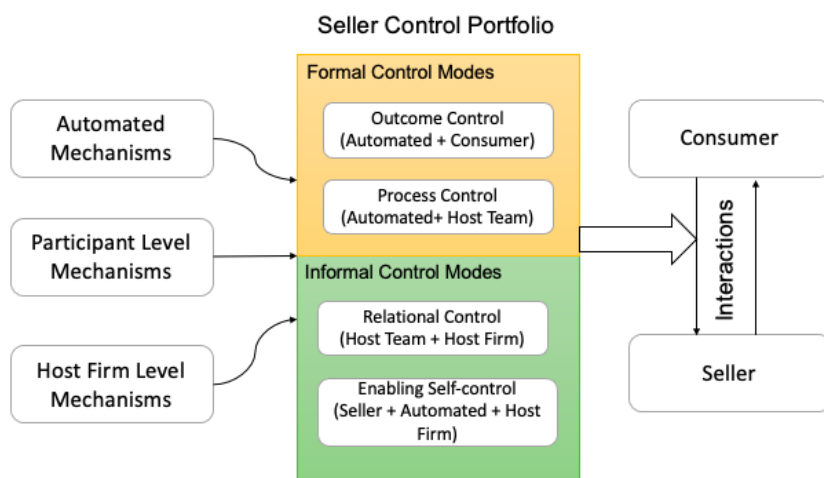 Seller Control Portfolio
Formal Control Modes
Outcome Control
(Automated + Consumer)
Process Control
(Automated+ Host Team)
Informal Control Modes
Relational Control
(Host Team + Host Firm)
Enabling Self-control
(Seller + Automated + Host
Firm)
Automated
Mechanisms
Participant Level
Mechanisms
Host Firm Level
Mechanisms
Consumer
Interactions
Seller